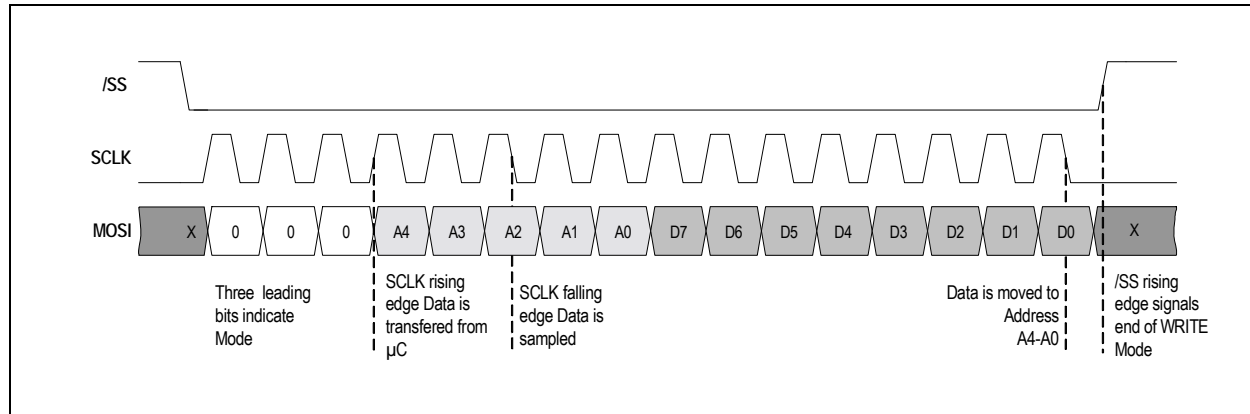 /SS
SCLK
MOSI
X 0 0 0 A4 A3 A2 A1 A0 D7 D6 D5 D4 D3 D2 D1 D0 X
Three leading
bits indicate
Mode
SCLK rising
edge Data is
transfered from
µC
SCLK falling
edge Data is
sampled
Data is moved to
Address
A4-A0
/SS rising
edge signals
end of WRITE
Mode